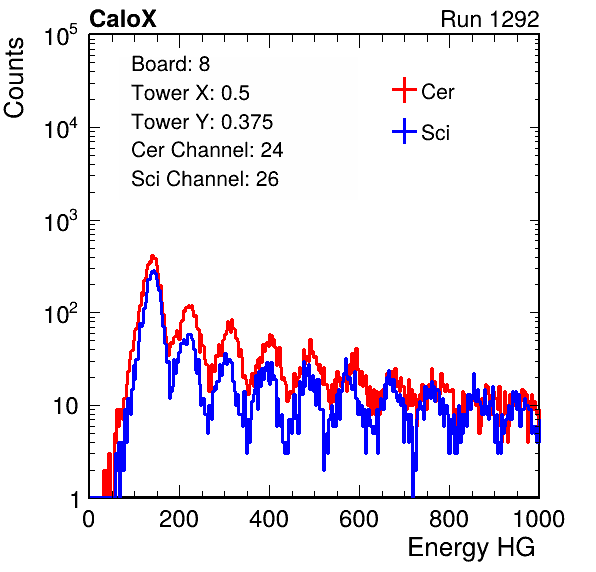 CaloX Run 1292
Counts
10^5
10^4
10^3
10^2
10
1
Board: 8
Tower X: 0.5
Tower Y: 0.375
Cer Channel: 24
Sci Channel: 26
Cer
Sci
0 200 400 600 800 1000
Energy HG